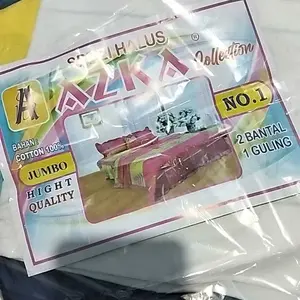 SPREI HALUS
A
AZKA®
Collection
NO.1
BAHAN
COTTON 100%
JUMBO
HIGHT
QUALITY
2 BANTAL
1 GULING